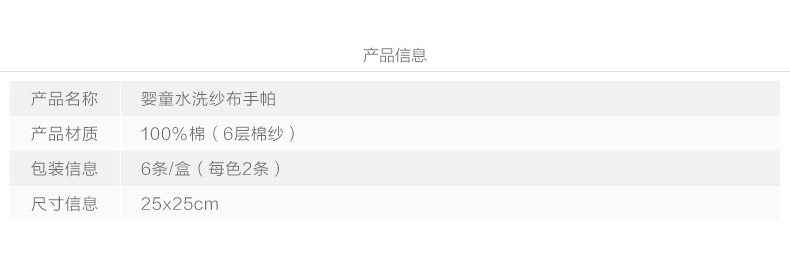 产品信息
产品名称 婴童水洗纱布手帕
产品材质 100%棉（6层棉纱）
包装信息 6条/盒（每色2条）
尺寸信息 25x25cm